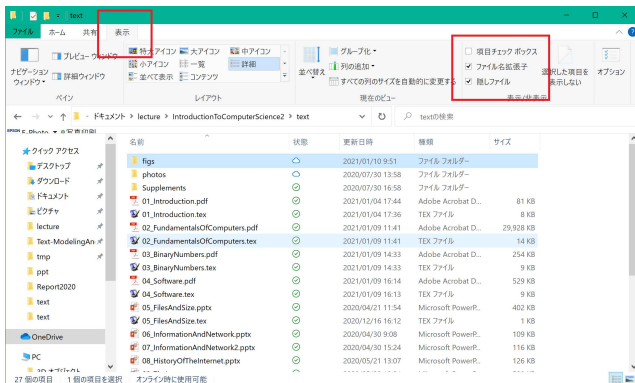 text
ファイル ホーム 共有 表示
プレビュー ウィンドウ
詳細ウィンドウ
ナビゲーション
ウィンドウ
ペイン
特大アイコン 大アイコン 中アイコン
小アイコン 一覧 詳細
並べて表示 コンテンツ
レイアウト
並べ替え
グループ化
列の追加
すべての列のサイズを自動的に変更する
現在のビュー
項目チェック ボックス
ファイル名拡張子
隠しファイル
選択した項目を
表示しない
表示/非表示
オプション
ドキュメント > lecture > IntroductionToComputerScience2 > text
textの検索
クイック アクセス
デスクトップ
ダウンロード
ドキュメント
ピクチャ
lecture
Text-ModelingAn
tmp
ppt
Report2020
text
text
OneDrive
PC
名前 状態 更新日時 種類 サイズ
figs 2021/01/10 9:51 ファイル フォルダー
photos 2020/07/30 13:58 ファイル フォルダー
Supplements 2020/07/30 16:58 ファイル フォルダー
01_Introduction.pdf 2021/01/04 17:44 Adobe Acrobat D... 81 KB
01_Introduction.tex 2021/01/04 17:36 TEX ファイル 8 KB
02_FundamentalsOfComputers.pdf 2021/01/09 11:41 Adobe Acrobat D... 29,928 KB
02_FundamentalsOfComputers.tex 2021/01/09 11:41 TEX ファイル 14 KB
03_BinaryNumbers.pdf 2021/01/09 14:33 Adobe Acrobat D... 254 KB
03_BinaryNumbers.tex 2021/01/09 14:33 TEX ファイル 9 KB
04_Software.pdf 2021/01/09 16:14 Adobe Acrobat D... 529 KB
04_Software.tex 2021/01/09 16:13 TEX ファイル 9 KB
05_FilesAndSize.pptx 2020/04/21 11:54 Microsoft PowerP... 402 KB
05_FilesAndSize.tex 2020/12/16 16:12 TEX ファイル 1 KB
06_InformationAndNetwork.pptx 2020/04/30 9:08 Microsoft PowerP... 109 KB
07_InformationAndNetwork2.pptx 2020/04/30 15:24 Microsoft PowerP... 116 KB
08_HistoryOfTheInternet.pptx 2020/05/21 13:07 Microsoft PowerP... 126 KB
27 個の項目 1 個の項目を選択 オンライン時に使用可能